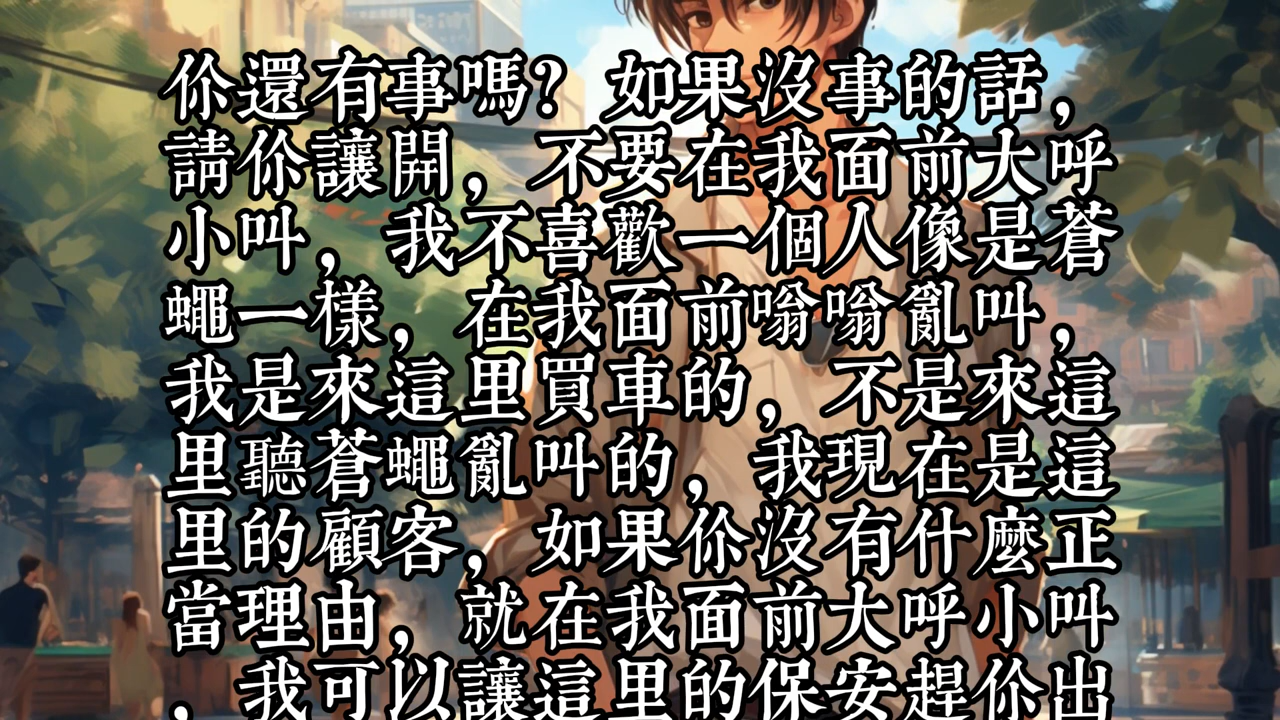 你還有事嗎？如果沒事的話，
請你讓開，不要在我面前大呼
小叫，我不喜歡一個人像是蒼
蠅一樣，在我面前嗡嗡亂叫，
我是來這里買車的，不是來這
里聽蒼蠅亂叫的，我現在是這
里的顧客，如果你沒有什麼正
當理由，就在我面前大呼小叫
，我可以讓這里的保安趕你出